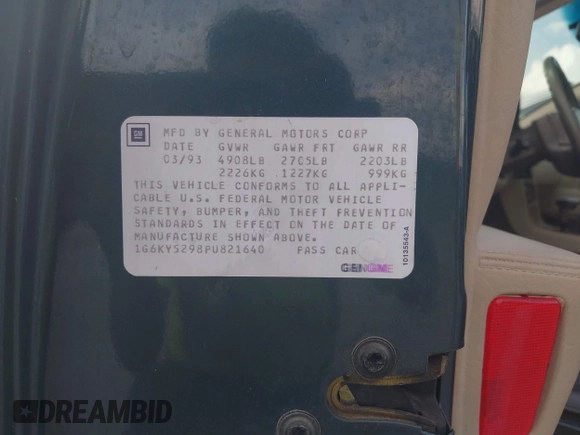 GM
MFD BY GENERAL MOTORS CORP
DATE GVWR GAWR FRT GAWR RR
03/93 4908LB 2705LB 2203LB
2226KG 1227KG 999KG
THIS VEHICLE CONFORMS TO ALL APPLI-
CABLE U.S. FEDERAL MOTOR VEHICLE
SAFETY, BUMPER, AND THEFT PREVENTION
STANDARDS IN EFFECT ON THE DATE OF
MANUFACTURE SHOWN ABOVE.
1G6KY5298PU821640 PASS CAR
10135543-A
DREAMBID